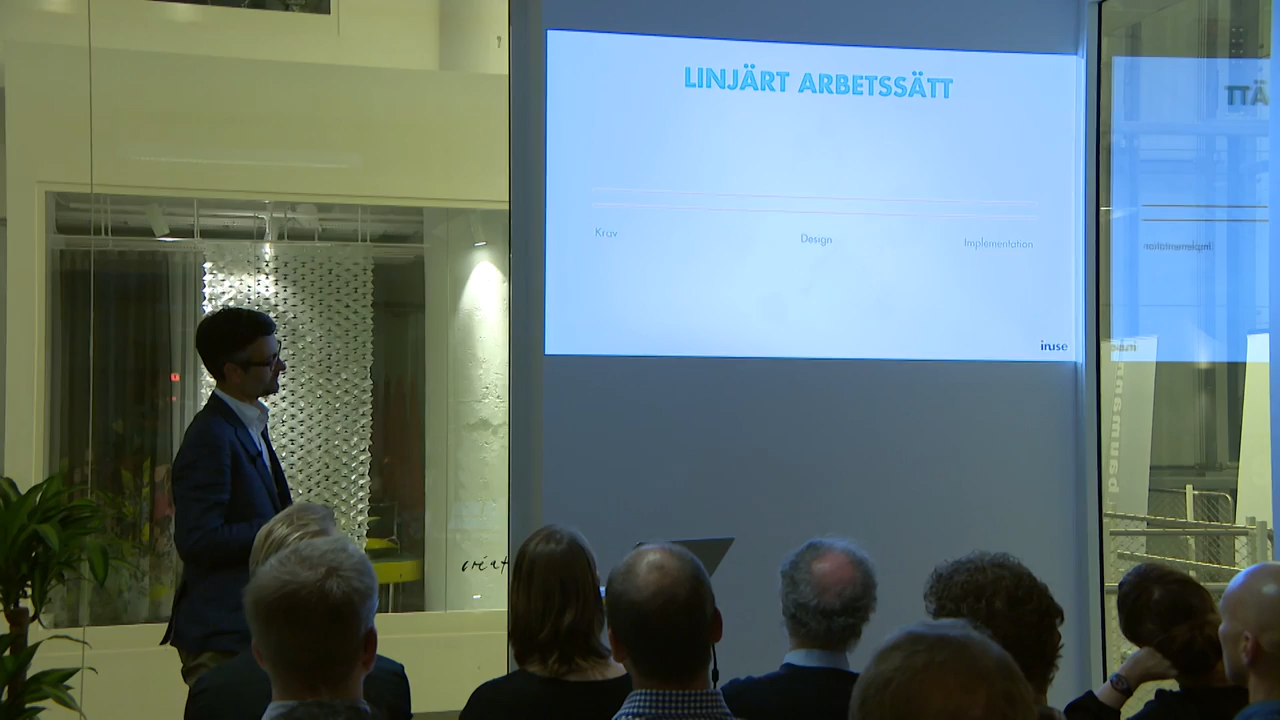 LINJÄRT ARBETSSÄTT
Krav
Design
Implementation
inuse